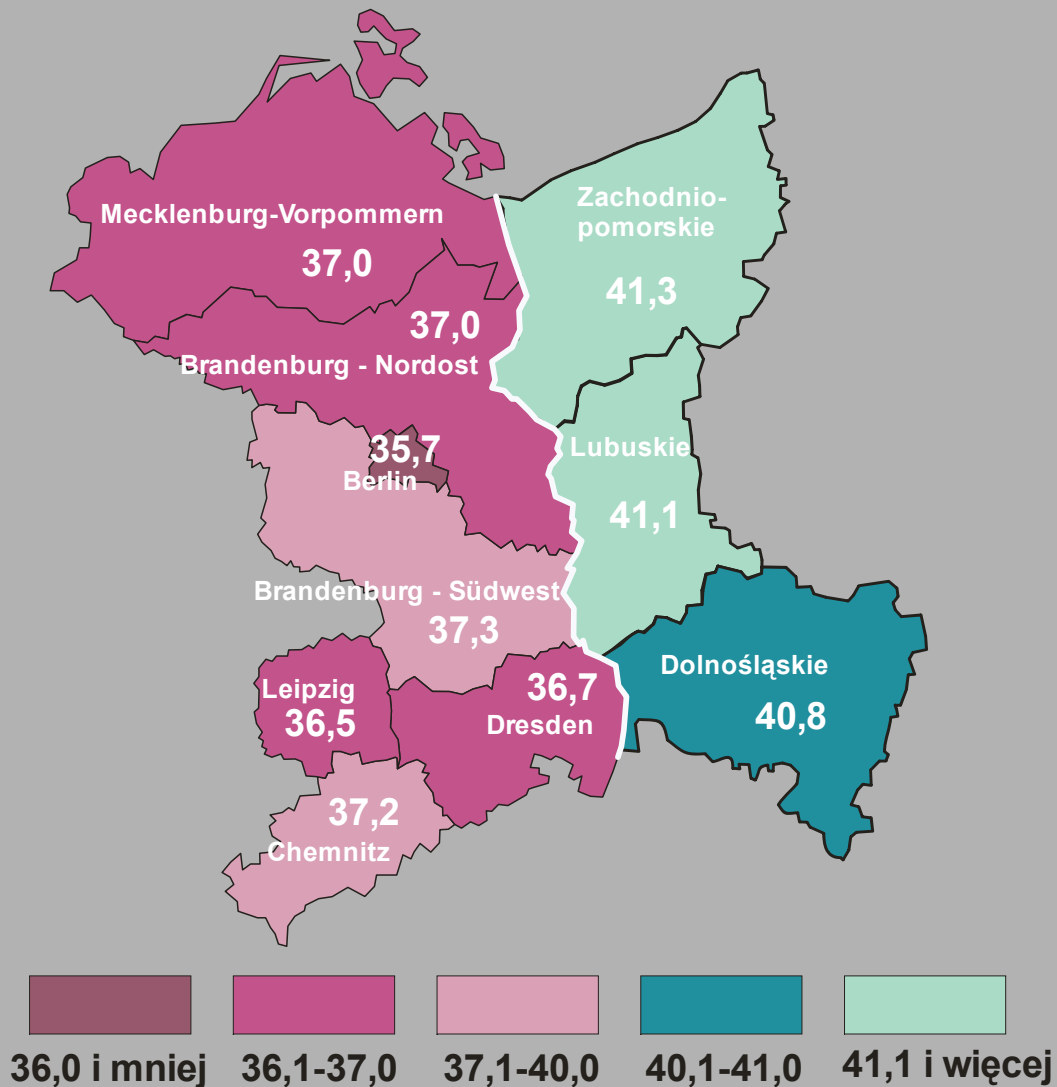 Mecklenburg-Vorpommern
37,0
Zachodnio-
pomorskie
41,3
37,0
Brandenburg - Nordost
35,7
Berlin
Lubuskie
41,1
Brandenburg - Südwest
37,3
Leipzig
36,5
36,7
Dresden
Dolnośląskie
40,8
37,2
Chemnitz
36,0 i mniej
36,1-37,0
37,1-40,0
40,1-41,0
41,1 i więcej